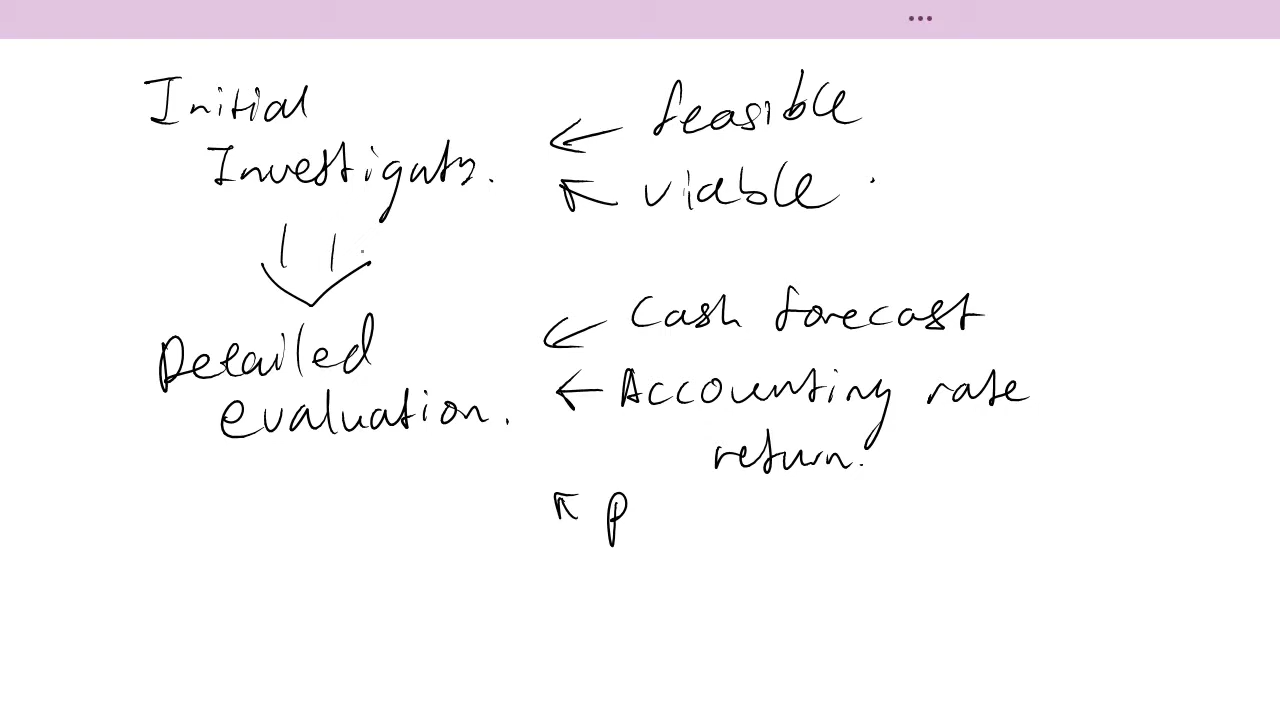 Initial
Investigatn.
feasible
viable.
Detailed
evaluation.
Cash forecast
Accounting rate
return.
P